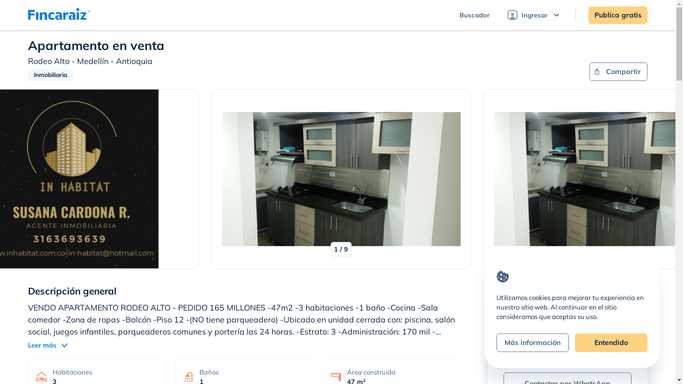 Fincaraiz
Buscador
Ingresar
Publica gratis
Apartamento en venta
Rodeo Alto - Medellín - Antioquia
Inmobiliaria
Compartir
IN HABITAT
SUSANA CARDONA R.
AGENTE INMOBILIARIA
3163693639
w.inhabitat.com.co-in-habitat@hotmail.com
1 / 9
Descripción general
VENDO APARTAMENTO RODEO ALTO - PEDIDO 165 MILLONES -47m2 -3 habitaciones -1 baño -Cocina -Sala
comedor -Zona de ropas -Balcón -Piso 12 -(NO tiene parqueadero) -Ubicado en unidad cerrada con: piscina, salón
social, juegos infantiles, parqueaderos comunes y portería las 24 horas. -Estrato: 3 -Administración: 170 mil -...
Leer más
Habitaciones
3
Baños
1
Área construida
47 m²
Utilizamos cookies para mejorar tu experiencia en
nuestro sitio web. Al continuar en el sitio
consideramos que aceptas su uso.
Más información
Entendido
Contactar por WhatsApp